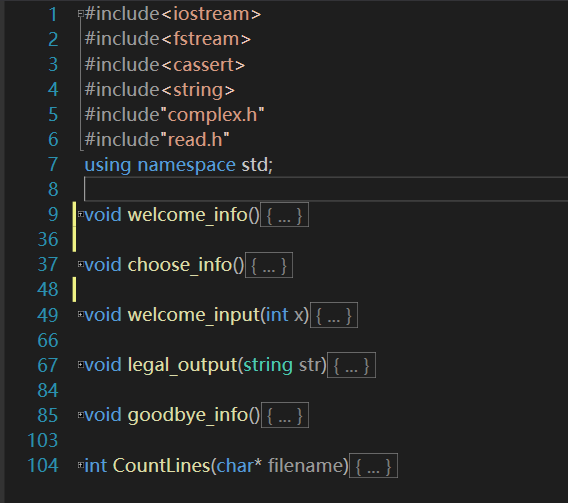 1 #include<iostream>
2 #include<fstream>
3 #include<cassert>
4 #include<string>
5 #include"complex.h"
6 #include"read.h"
7 using namespace std;
8
9 void welcome_info(){ ... }
36
37 void choose_info(){ ... }
48
49 void welcome_input(int x){ ... }
66
67 void legal_output(string str){ ... }
84
85 void goodbye_info(){ ... }
103
104 int CountLines(char* filename){ ... }